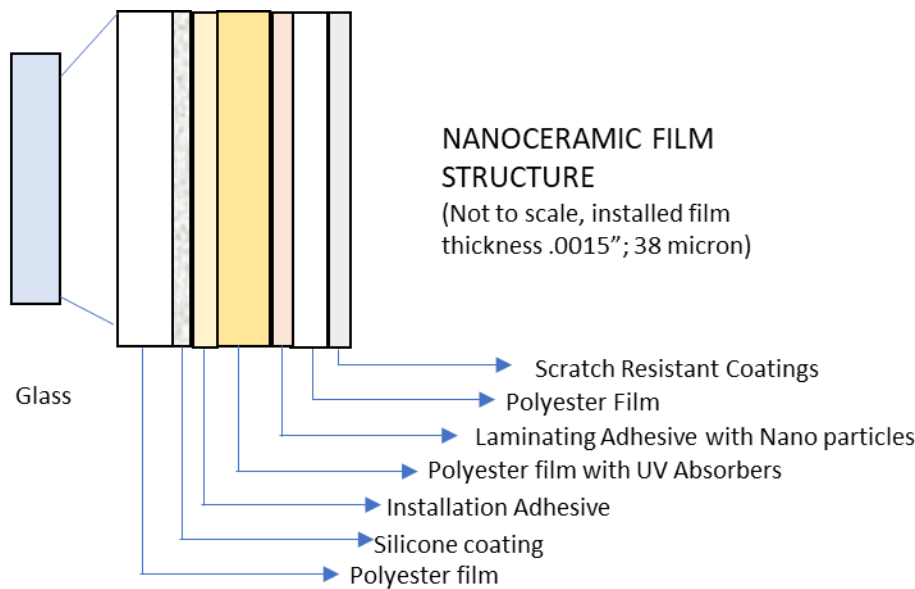 NANOCERAMIC FILM
STRUCTURE
(Not to scale, installed film
thickness .0015”; 38 micron)
Glass
Scratch Resistant Coatings
Polyester Film
Laminating Adhesive with Nano particles
Polyester film with UV Absorbers
Installation Adhesive
Silicone coating
Polyester film